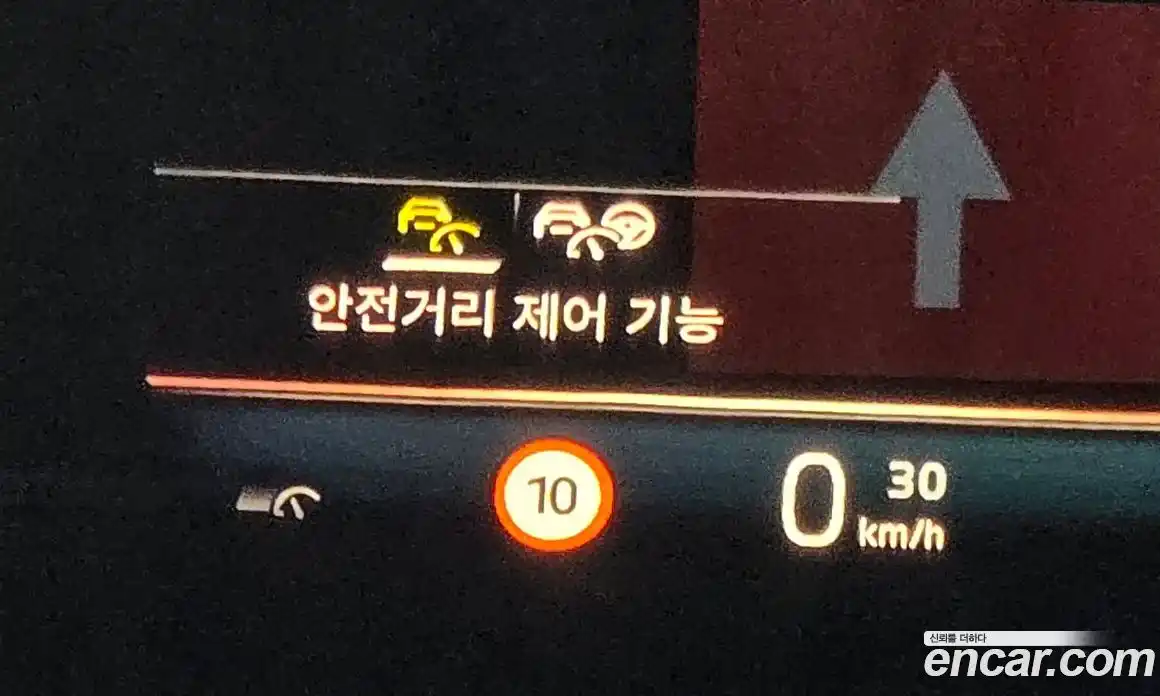 안전거리 제어 기능
10
0 30
km/h
신뢰를 더하다
encar.com